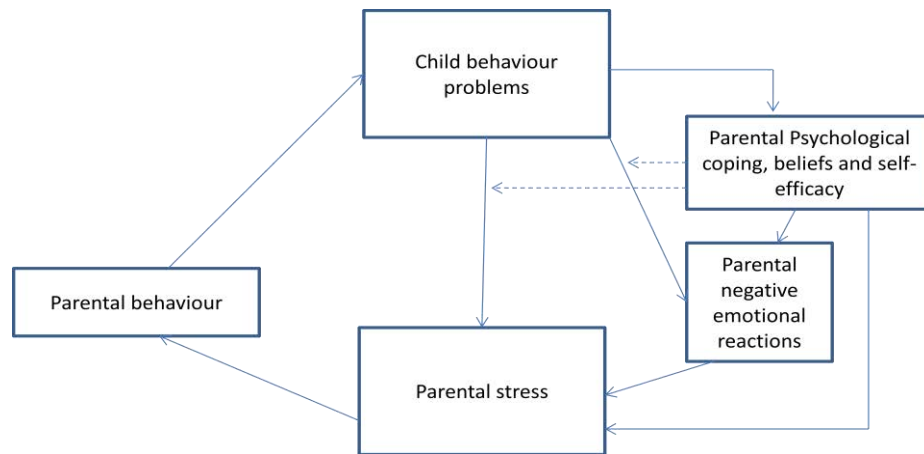 Child behaviour
problems
Parental Psychological
coping, beliefs and self-
efficacy
Parental
negative
emotional
reactions
Parental behaviour
Parental stress